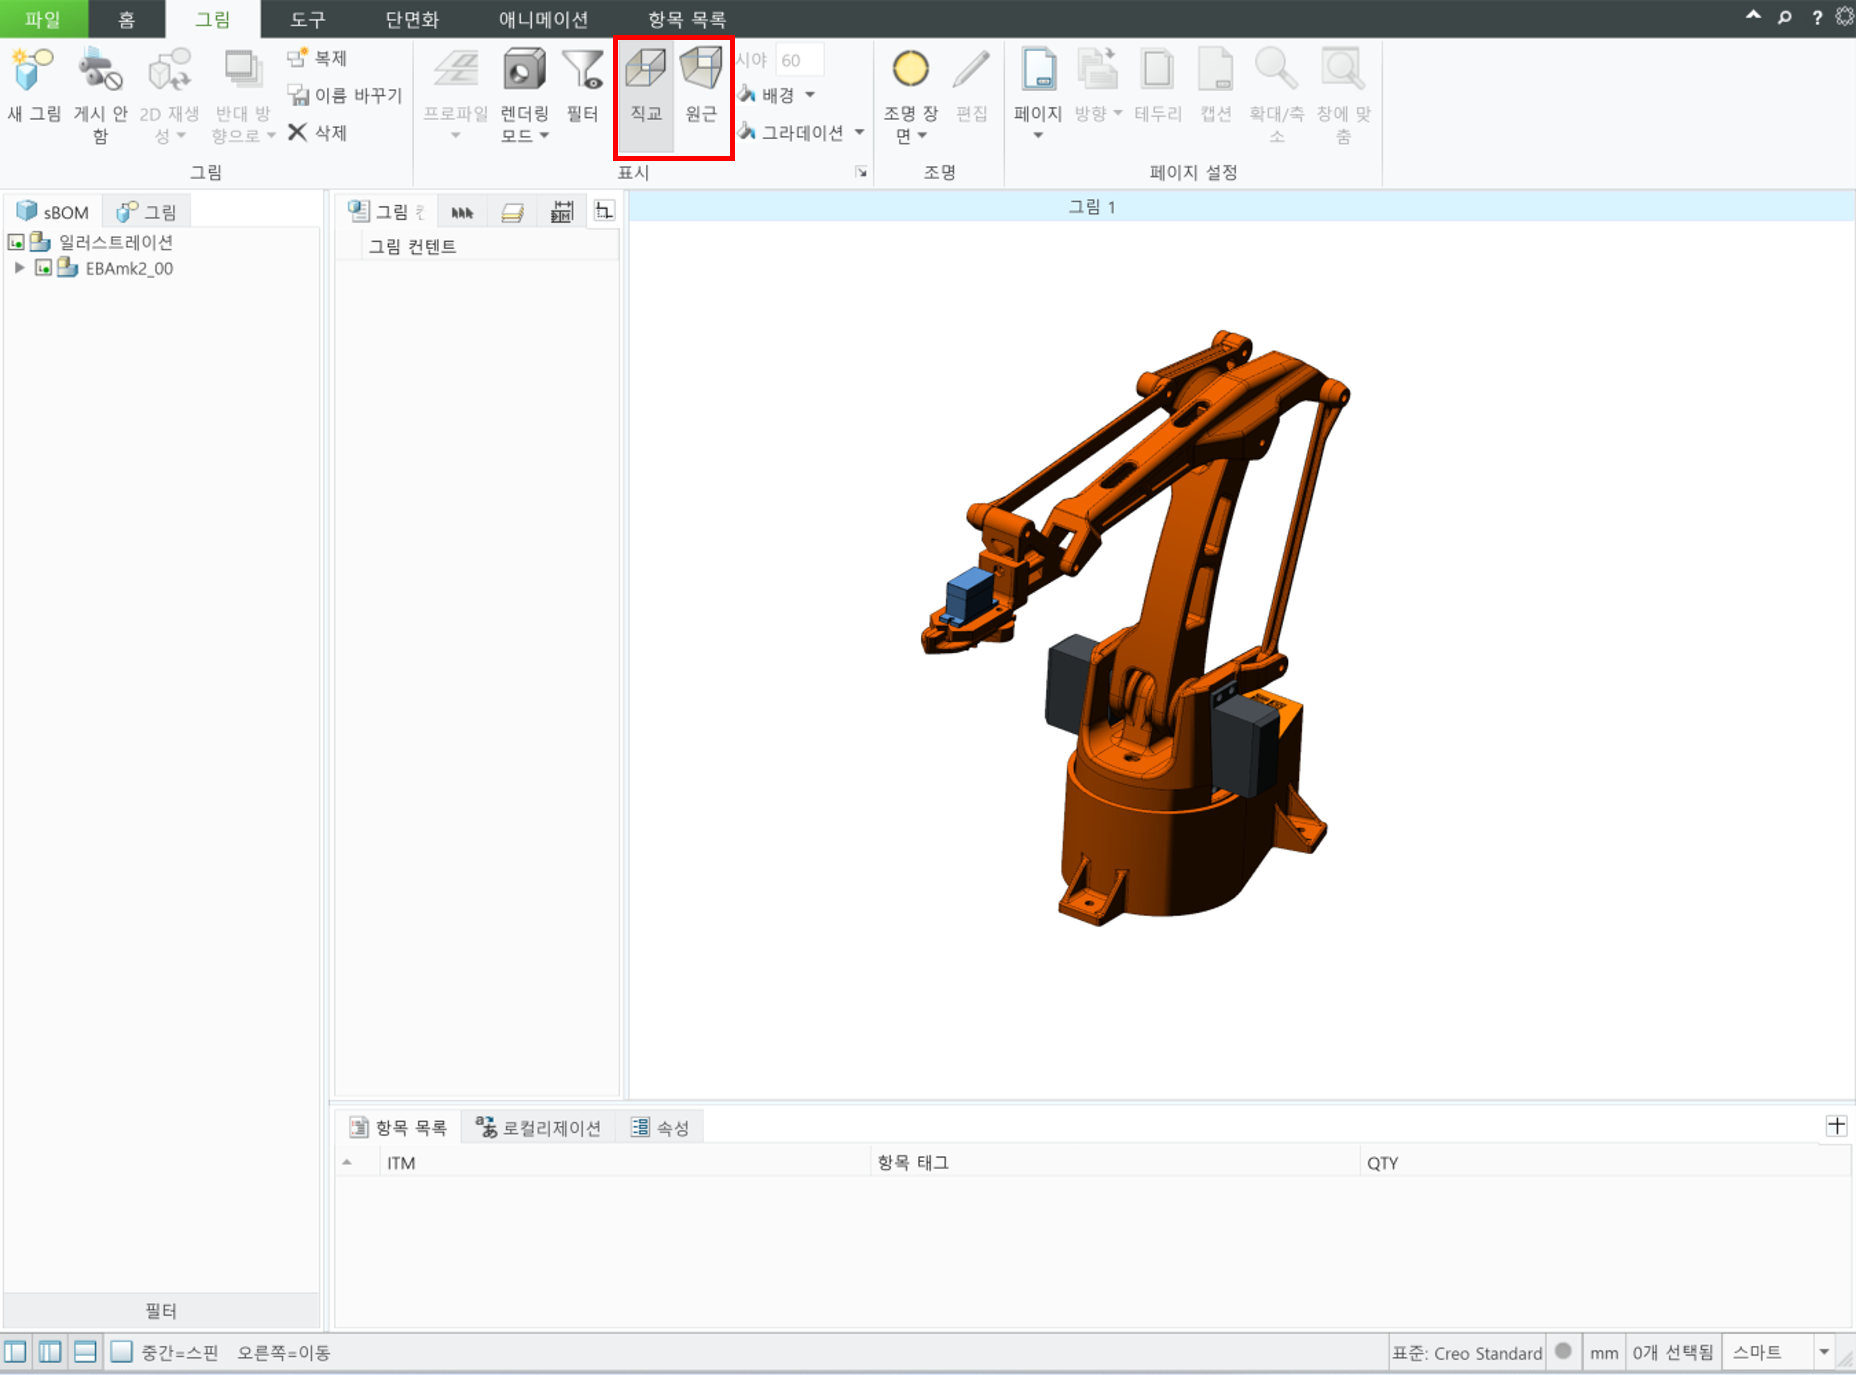 파일 홈 그림 도구 단면화 애니메이션 항목 목록 ?
새 그림
게시 안
함
2D 재생
성
반대 방
향으로
복제
이름 바꾸기
삭제
그림
프로파일
렌더링
모드
필터
직교
원근
시야 60
배경
그라데이션
표시
조명 장
면
편집
조명
페이지
방향
테두리
캡션
확대/축
소
창에 맞
춤
페이지 설정
sBOM 그림
일러스트레이션
EBAmk2_00
필터
그림
그림 컨텐트
그림 1
항목 목록 로컬리제이션 속성
ITM 항목 태그 QTY
중간=스핀 오른쪽=이동
표준: Creo Standard mm 0개 선택됨 스마트